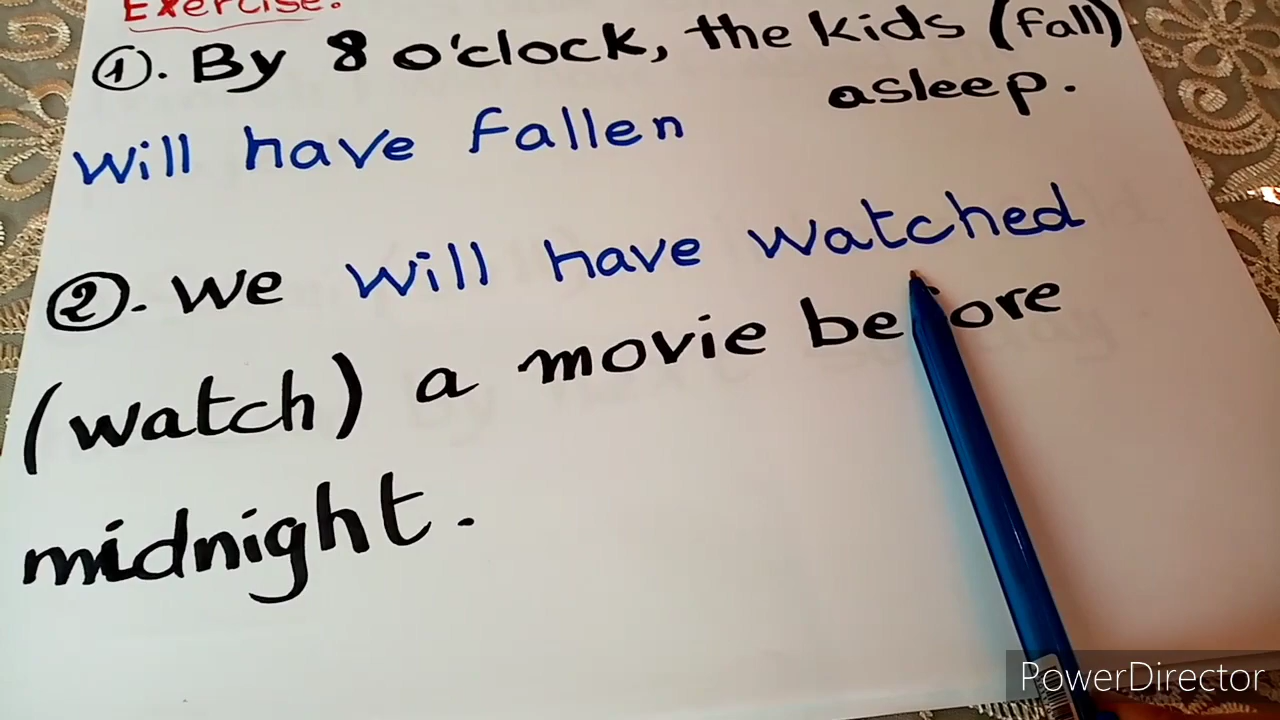 Exercise:
①. By 8 o'clock, the kids (fall)
asleep.
will have fallen
②. We will have watched
(watch) a movie before
midnight.
PowerDirector